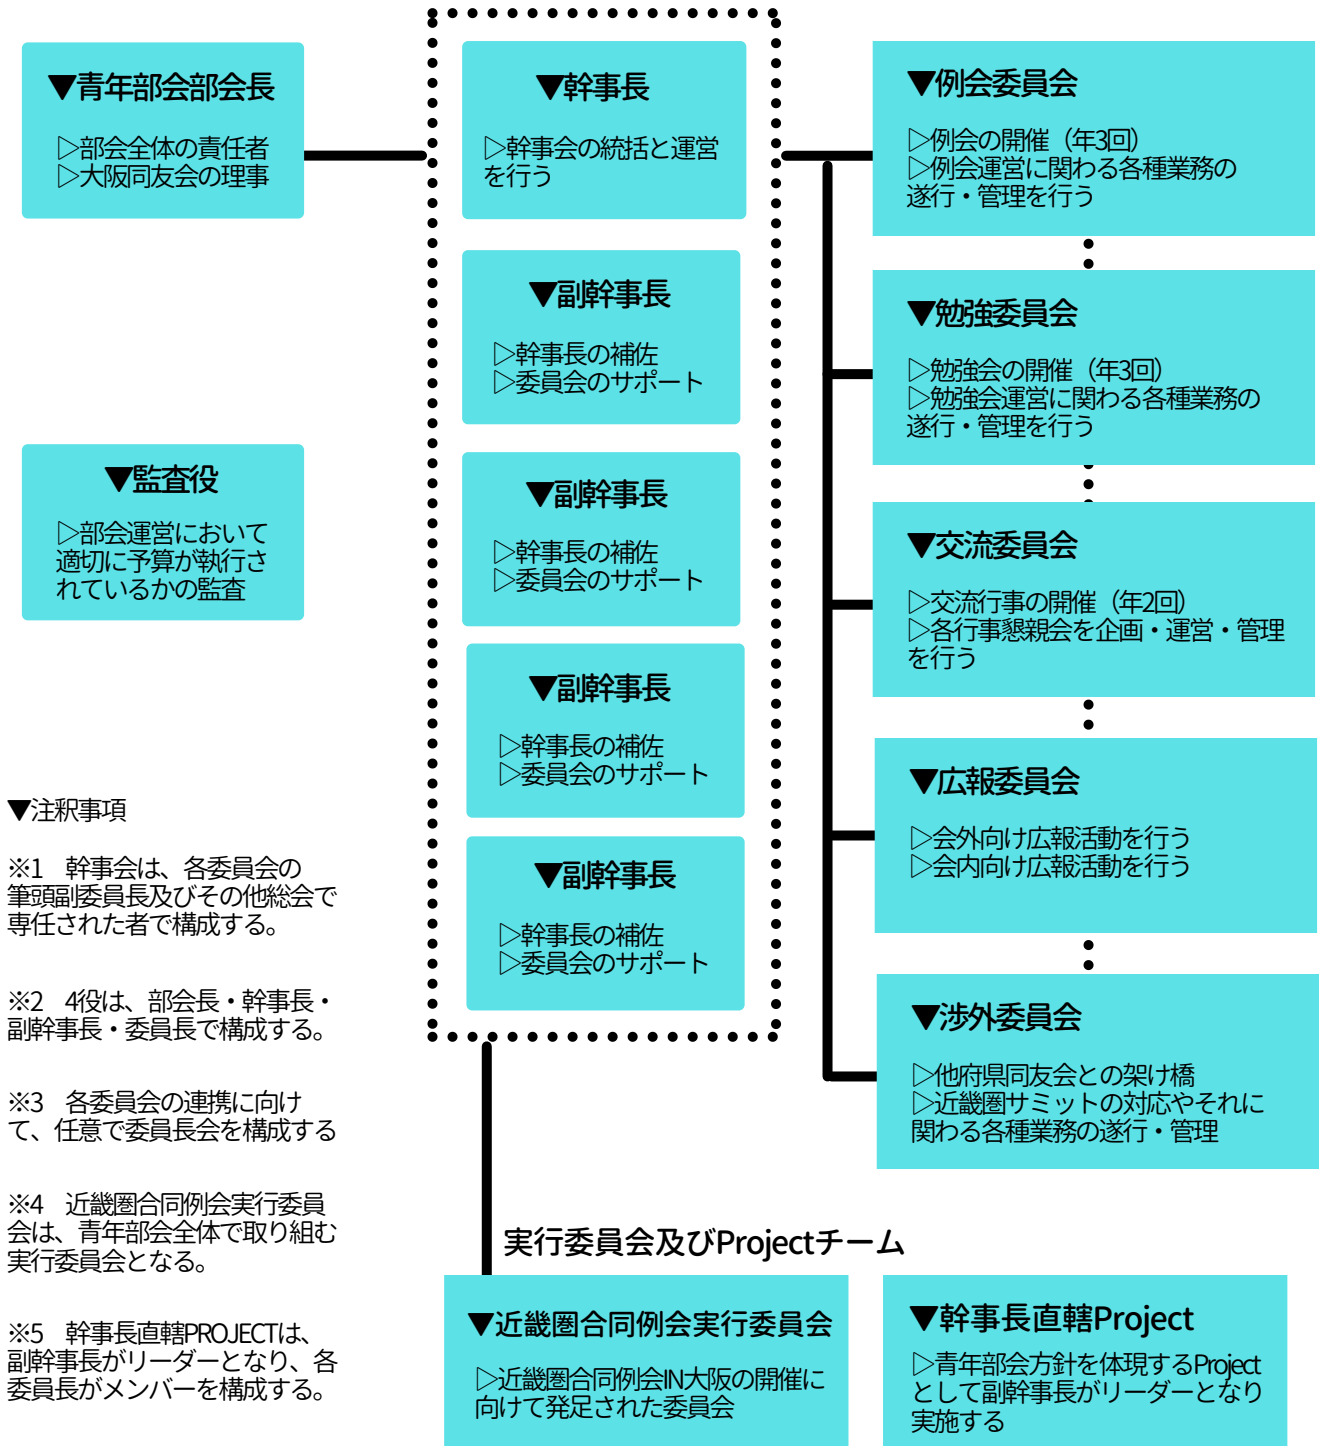 ▼青年部会部会長
▷部会全体の責任者
▷大阪同友会の理事
▼監査役
▷部会運営において
適切に予算が執行さ
れているかの監査
▼幹事長
▷幹事会の統括と運営
を行う
▼副幹事長
▷幹事長の補佐
▷委員会のサポート
▼副幹事長
▷幹事長の補佐
▷委員会のサポート
▼副幹事長
▷幹事長の補佐
▷委員会のサポート
▼副幹事長
▷幹事長の補佐
▷委員会のサポート
▼例会委員会
▷例会の開催（年3回）
▷例会運営に関わる各種業務の
遂行・管理を行う
▼勉強委員会
▷勉強会の開催（年3回）
▷勉強会運営に関わる各種業務の
遂行・管理を行う
▼交流委員会
▷交流行事の開催（年2回）
▷各行事懇親会を企画・運営・管理
を行う
▼広報委員会
▷会外向け広報活動を行う
▷会内向け広報活動を行う
▼渉外委員会
▷他府県同友会との架け橋
▷近畿圏サミットの対応やそれに
関わる各種業務の遂行・管理
▼注釈事項
※1　幹事会は、各委員会の
筆頭副委員長及びその他総会で
専任された者で構成する。
※2　4役は、部会長・幹事長・
副幹事長・委員長で構成する。
※3　各委員会の連携に向け
て、任意で委員長会を構成する
※4　近畿圏合同例会実行委員
会は、青年部会全体で取り組む
実行委員会となる。
※5　幹事長直轄PROJECTは、
副幹事長がリーダーとなり、各
委員長がメンバーを構成する。
実行委員会及びProjectチーム
▼近畿圏合同例会実行委員会
▷近畿圏合同例会IN大阪の開催に
向けて発足された委員会
▼幹事長直轄Project
▷青年部会方針を体現するProject
として副幹事長がリーダーとなり
実施する